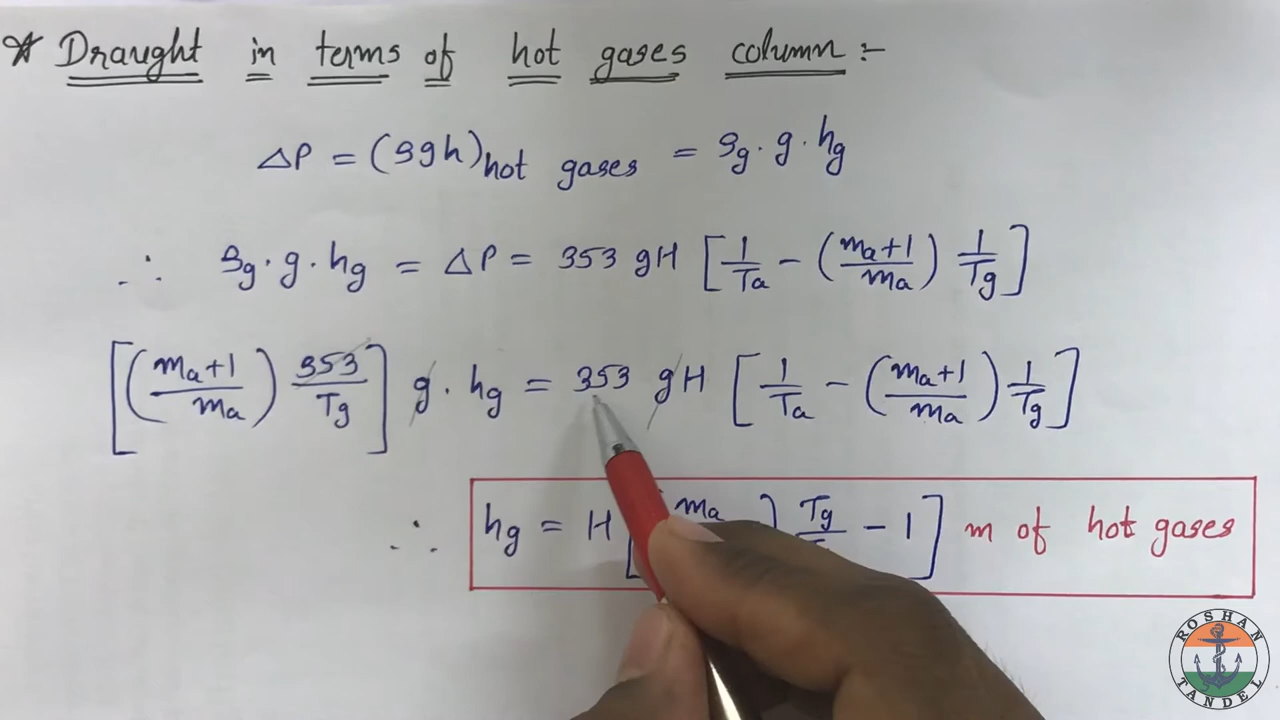 * Draught in terms of hot gases column :-
ΔP = (ρgh)hot gases = ρg · g · hg
∴ ρg · g · hg = ΔP = 353 gH [1/Ta - (ma+1/ma) 1/Tg]
[(ma+1/ma) 353/Tg] g · hg = 353 gH [1/Ta - (ma+1/ma) 1/Tg]
∴ hg = H [ ma ) Tg - 1] m of hot gases
ROSHAN
TANDEL